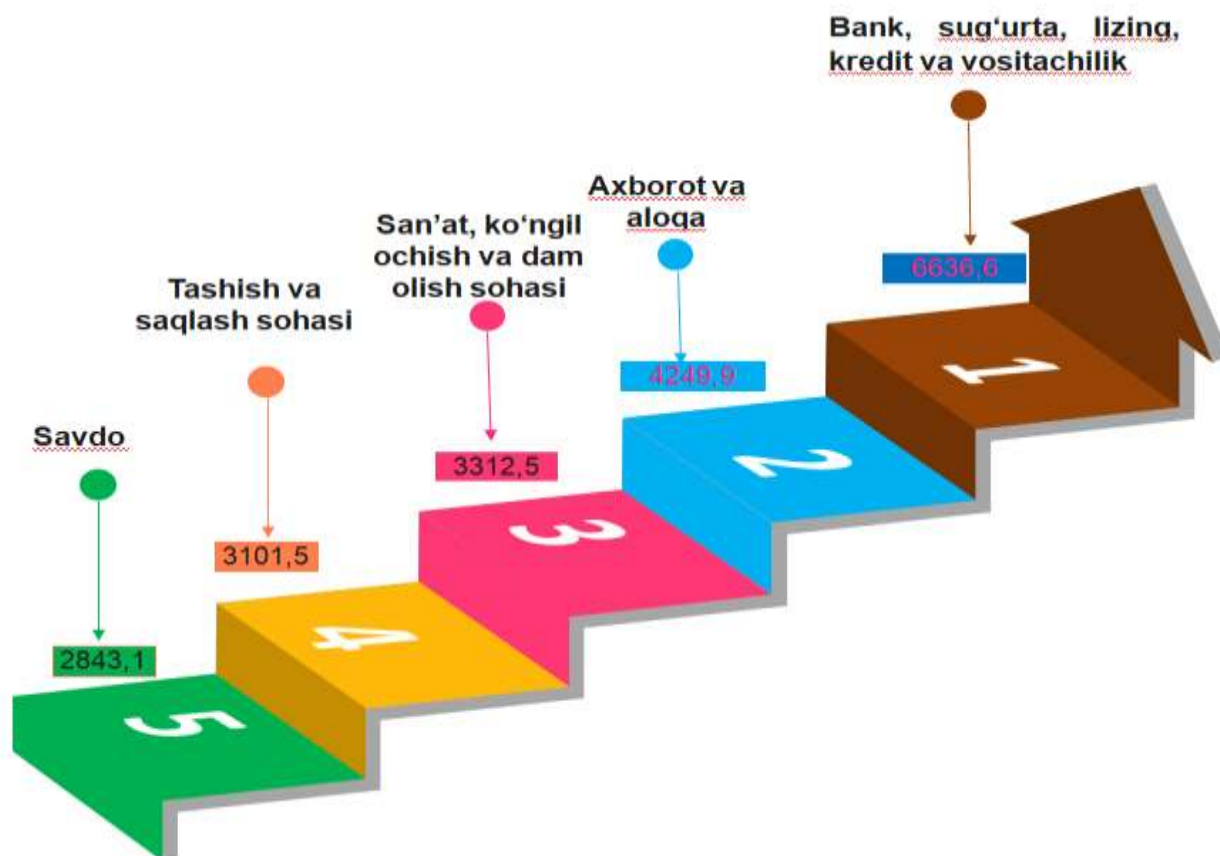 Bank, sug‘urta, lizing,
kredit va vositachilik
Axborot va
aloqa
San’at, ko‘ngil
ochish va dam
olish sohasi
Tashish va
saqlash sohasi
Savdo
6636,6
4249,9
3312,5
3101,5
2843,1
1
2
3
4
5